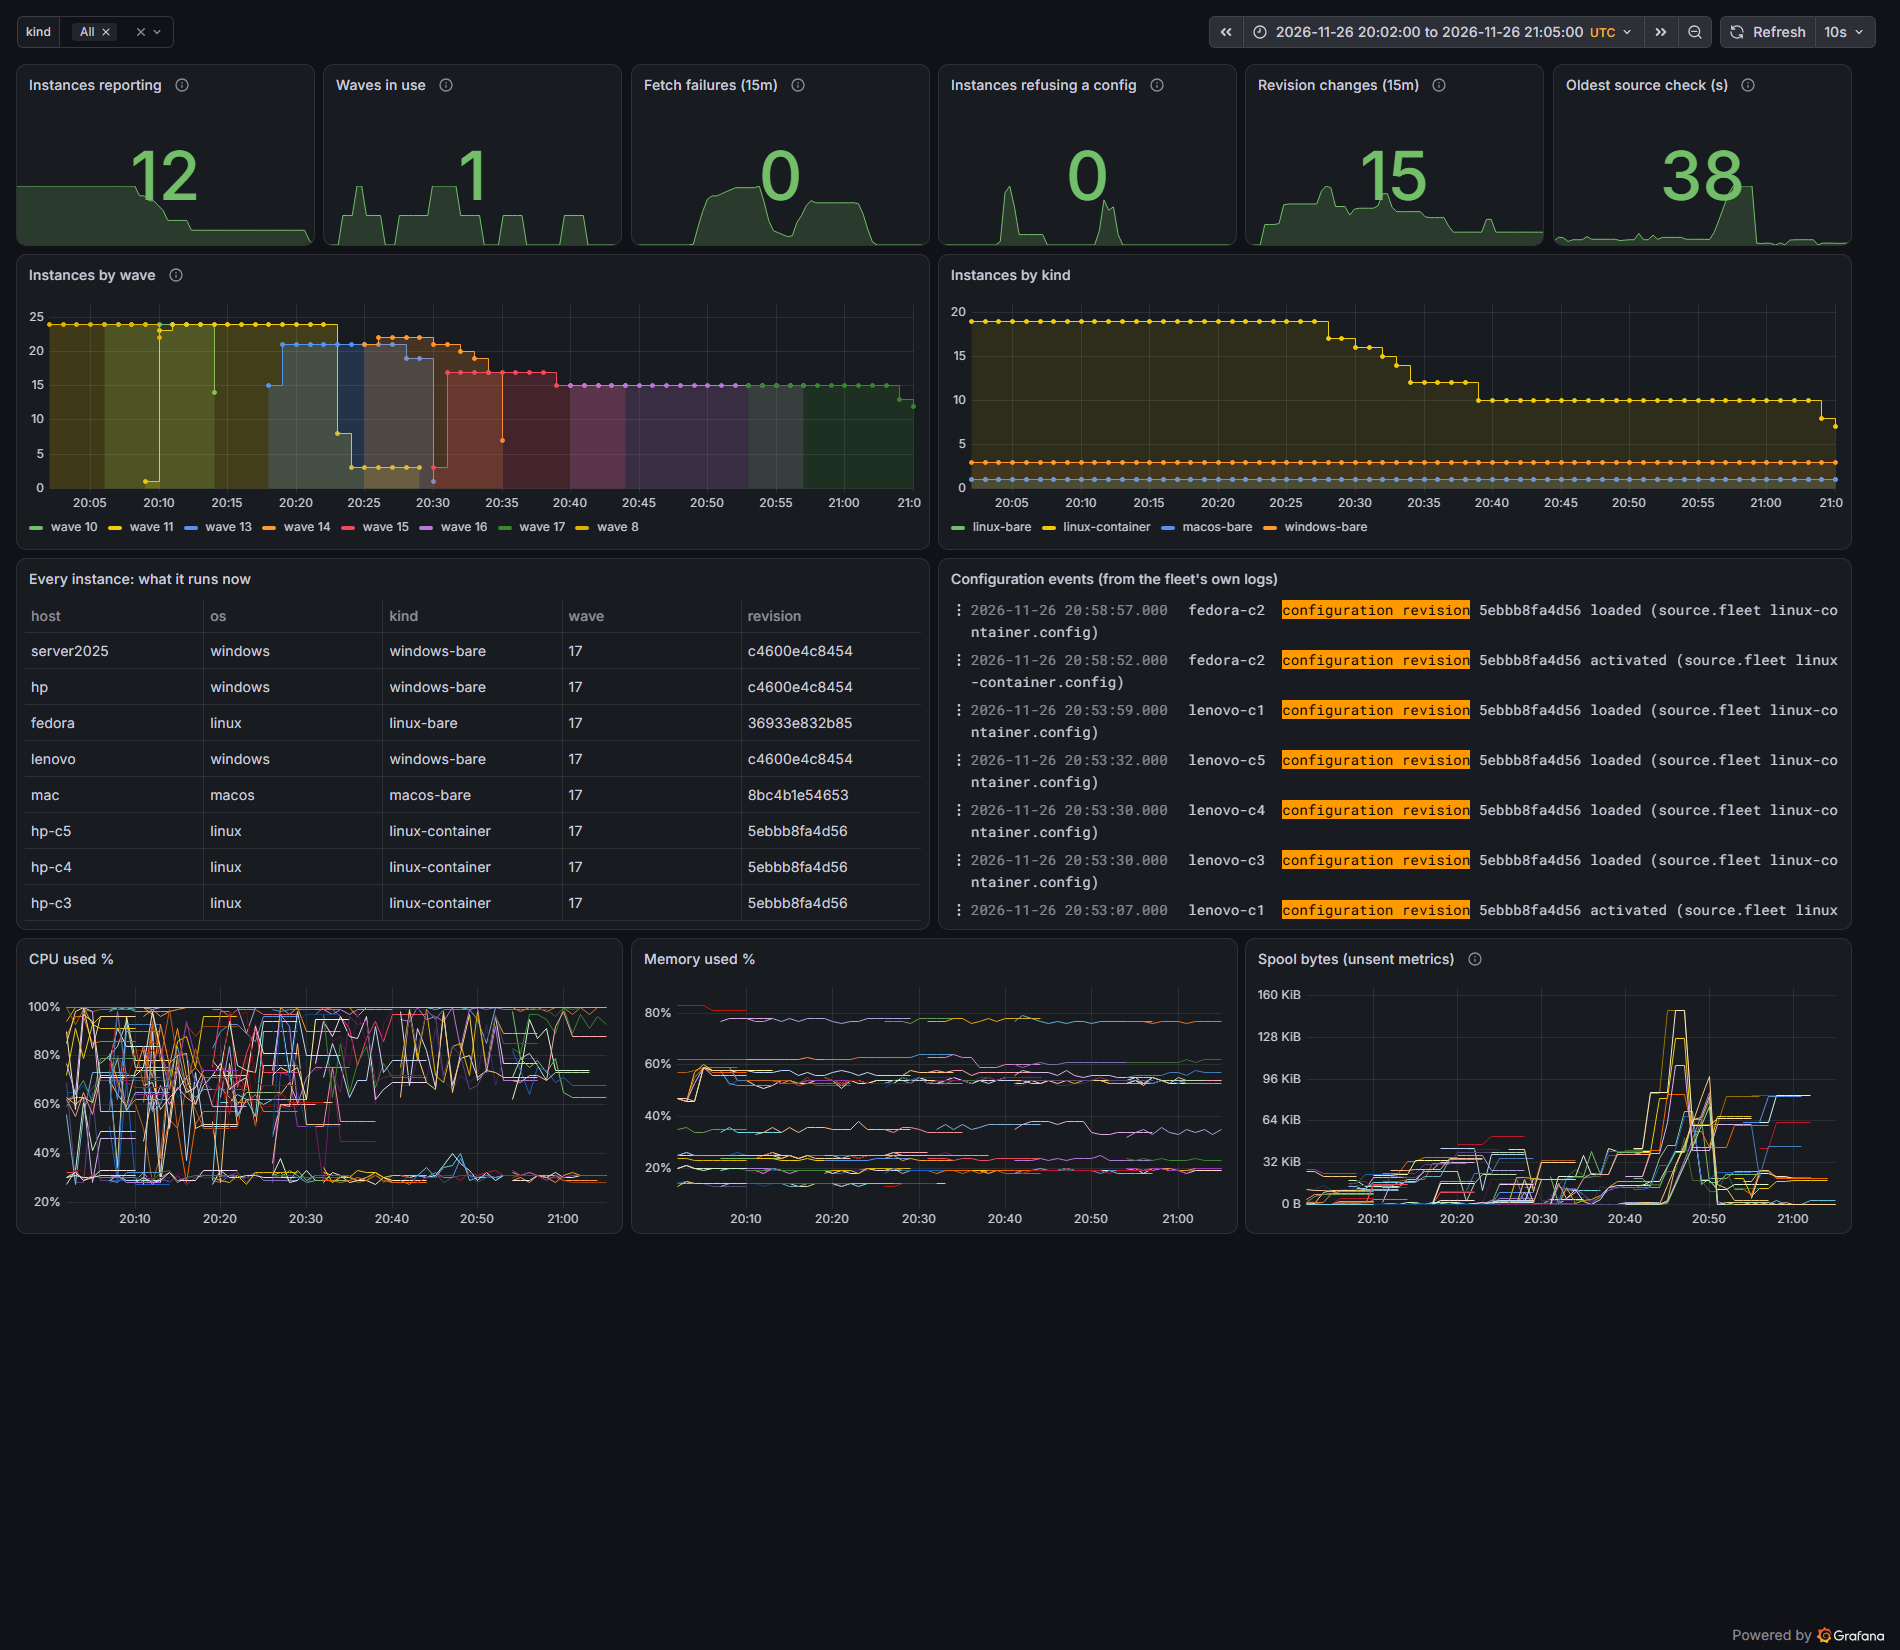 kind All
2026-11-26 20:02:00 to 2026-11-26 21:05:00 UTC
Refresh 10s
Instances reporting
12
Waves in use
1
Fetch failures (15m)
0
Instances refusing a config
0
Revision changes (15m)
15
Oldest source check (s)
38
Instances by wave
25
20
15
10
5
0
20:05 20:10 20:15 20:20 20:25 20:30 20:35 20:40 20:45 20:50 20:55 21:00 21:0
wave 10 wave 11 wave 13 wave 14 wave 15 wave 16 wave 17 wave 8
Instances by kind
20
15
10
5
0
20:05 20:10 20:15 20:20 20:25 20:30 20:35 20:40 20:45 20:50 20:55 21:00 21:0
linux-bare linux-container macos-bare windows-bare
Every instance: what it runs now
host os kind wave revision
server2025 windows windows-bare 17 c4600e4c8454
hp windows windows-bare 17 c4600e4c8454
fedora linux linux-bare 17 36933e832b85
lenovo windows windows-bare 17 c4600e4c8454
mac macos macos-bare 17 8bc4b1e54653
hp-c5 linux linux-container 17 5ebbb8fa4d56
hp-c4 linux linux-container 17 5ebbb8fa4d56
hp-c3 linux linux-container 17 5ebbb8fa4d56
Configuration events (from the fleet's own logs)
2026-11-26 20:58:57.000 fedora-c2 configuration revision 5ebbb8fa4d56 loaded (source.fleet linux-co
ntainer.config)
2026-11-26 20:58:52.000 fedora-c2 configuration revision 5ebbb8fa4d56 activated (source.fleet linux
-container.config)
2026-11-26 20:53:59.000 lenovo-c1 configuration revision 5ebbb8fa4d56 loaded (source.fleet linux-co
ntainer.config)
2026-11-26 20:53:32.000 lenovo-c5 configuration revision 5ebbb8fa4d56 loaded (source.fleet linux-co
ntainer.config)
2026-11-26 20:53:30.000 lenovo-c4 configuration revision 5ebbb8fa4d56 loaded (source.fleet linux-co
ntainer.config)
2026-11-26 20:53:30.000 lenovo-c3 configuration revision 5ebbb8fa4d56 loaded (source.fleet linux-co
ntainer.config)
2026-11-26 20:53:07.000 lenovo-c1 configuration revision 5ebbb8fa4d56 activated (source.fleet linux
CPU used %
100%
80%
60%
40%
20%
20:10 20:20 20:30 20:40 20:50 21:00
Memory used %
80%
60%
40%
20%
20:10 20:20 20:30 20:40 20:50 21:00
Spool bytes (unsent metrics)
160 KiB
128 KiB
96 KiB
64 KiB
32 KiB
0 B
20:10 20:20 20:30 20:40 20:50 21:00
Powered by Grafana